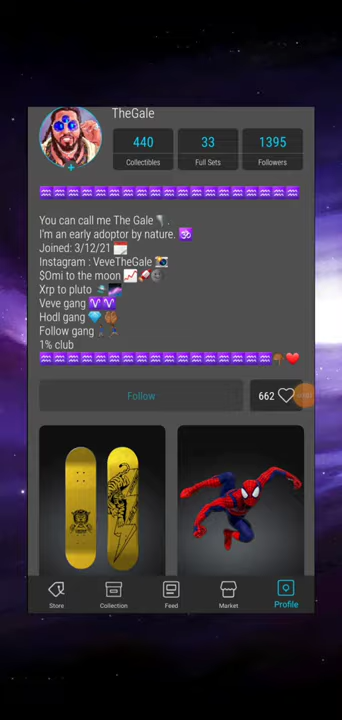 TheGale
440
Collectibles
33
Full Sets
1395
Followers
♒♒♒♒♒♒♒♒♒♒♒♒♒♒♒♒♒♒
You can call me The Gale🌪️.
I'm an early adoptor by nature. 🕉️
Joined: 3/12/21 🗓️
Instagram : VeveTheGale 📸
$Omi to the moon 📈🚀🌚
Xrp to pluto 🛸🌌
Veve gang ♈♈
Hodl gang 💎🤲🏾
Follow gang 🚶🏾🚶🏾
1% club
♒♒♒♒♒♒♒♒♒♒♒♒♒♒♒♒❤️
Follow
662
Store
Collection
Feed
Market
Profile